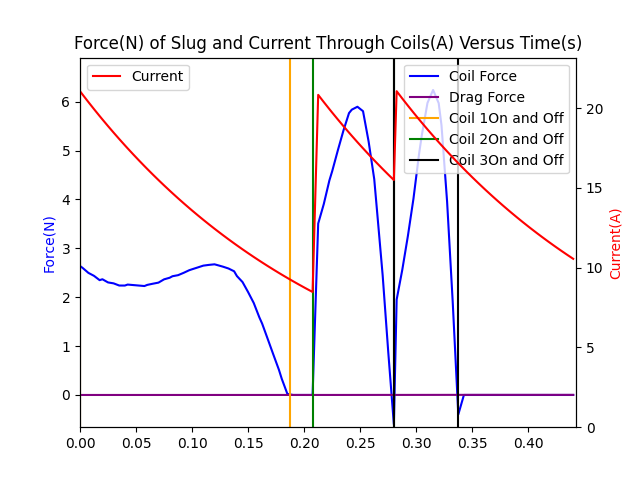 Force(N) of Slug and Current Through Coils(A) Versus Time(s)
Current
Coil Force
Drag Force
Coil 1On and Off
Coil 2On and Off
Coil 3On and Off
Force(N)
6
5
4
3
2
1
0
Current(A)
20
15
10
5
0
0.00 0.05 0.10 0.15 0.20 0.25 0.30 0.35 0.40